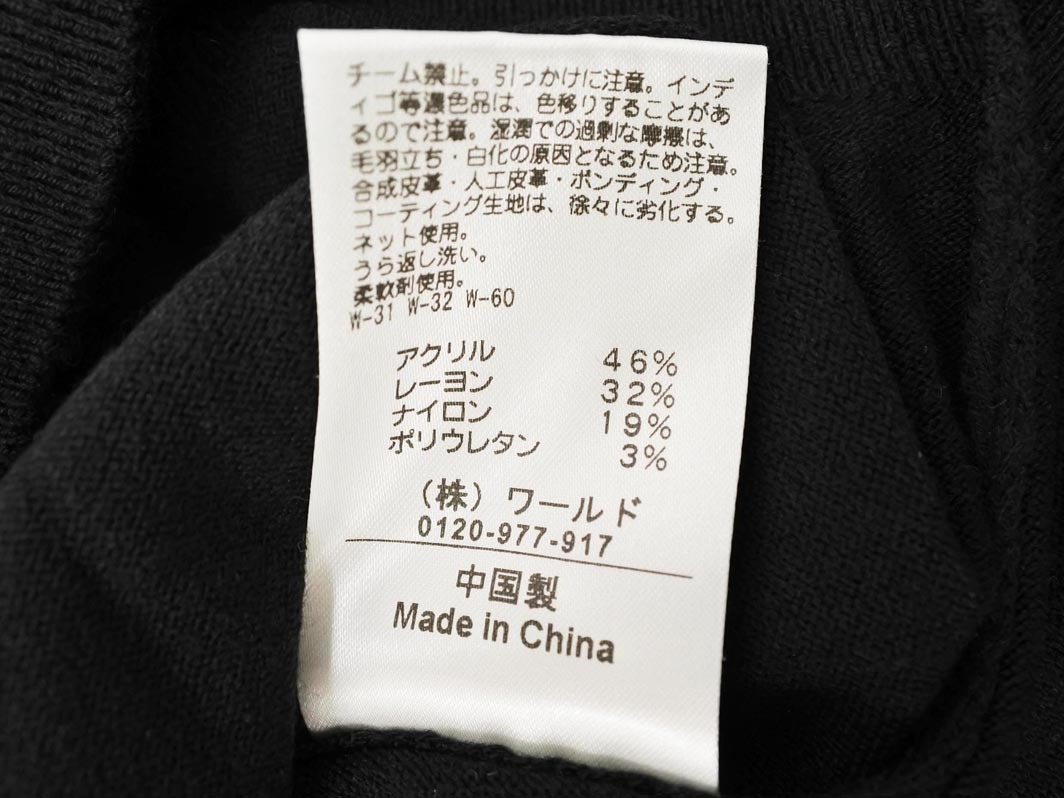 チーム禁止。引っかけに注意。インデ
ィゴ等濃色品は、色移りすることがあ
るので注意。湿潤での過剰な摩擦は、
毛羽立ち・白化の原因となるため注意。
合成皮革・人工皮革・ボンディング・
コーティング生地は、徐々に劣化する。
ネット使用。
うら返し洗い。
柔軟剤使用。
W-31 W-32 W-60
アクリル 46%
レーヨン 32%
ナイロン 19%
ポリウレタン 3%
(株) ワールド
0120-977-917
中国製
Made in China